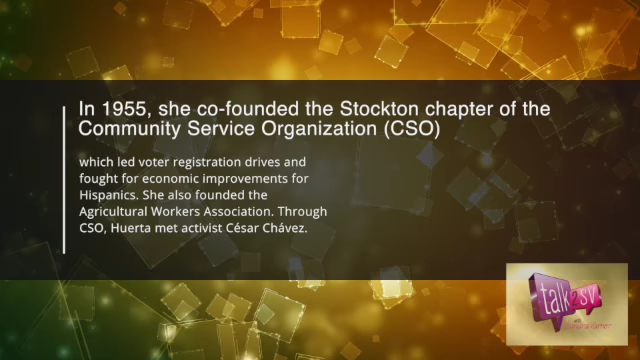 In 1955, she co-founded the Stockton chapter of the
Community Service Organization (CSO)
which led voter registration drives and
fought for economic improvements for
Hispanics. She also founded the
Agricultural Workers Association. Through
CSO, Huerta met activist César Chávez.
talk2SV
with